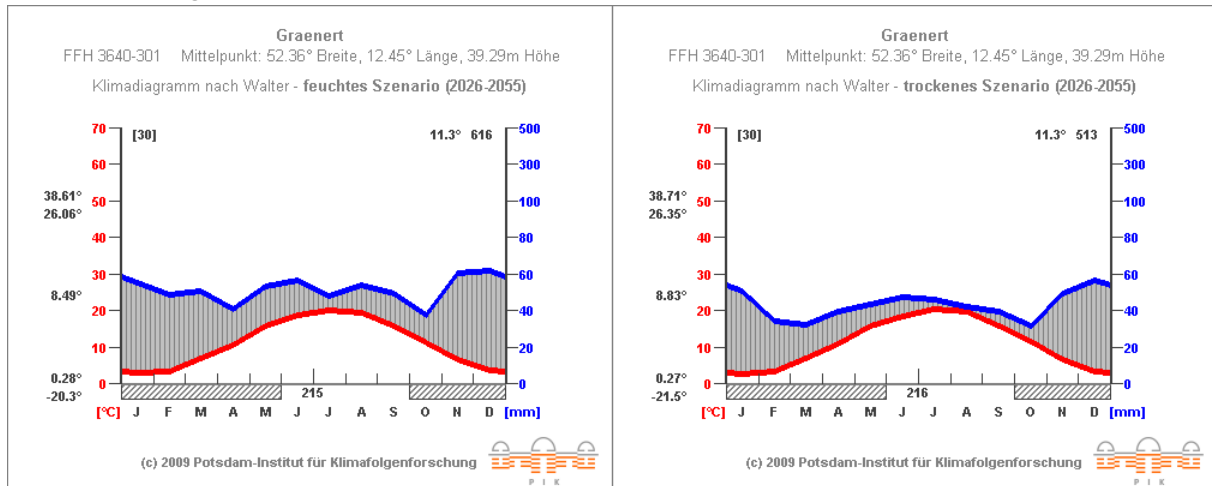 Graenert
FFH 3640-301 Mittelpunkt: 52.36° Breite, 12.45° Länge, 39.29m Höhe
Klimadiagramm nach Walter - feuchtes Szenario (2026-2055)
70 [30] 11.3° 616 500
60 300
38.61° 50 100
26.06°
40 80
30 60
8.49°
20 40
10 20
0.28° 0 0
-20.3° 215
[°C] J F M A M J J A S O N D [mm]
(c) 2009 Potsdam-Institut für Klimafolgenforschung
P I K
Graenert
FFH 3640-301 Mittelpunkt: 52.36° Breite, 12.45° Länge, 39.29m Höhe
Klimadiagramm nach Walter - trockenes Szenario (2026-2055)
70 [30] 11.3° 513 500
60 300
38.71° 50 100
26.35°
40 80
30 60
8.83°
20 40
10 20
0.27° 0 0
-21.5° 216
[°C] J F M A M J J A S O N D [mm]
(c) 2009 Potsdam-Institut für Klimafolgenforschung
P I K